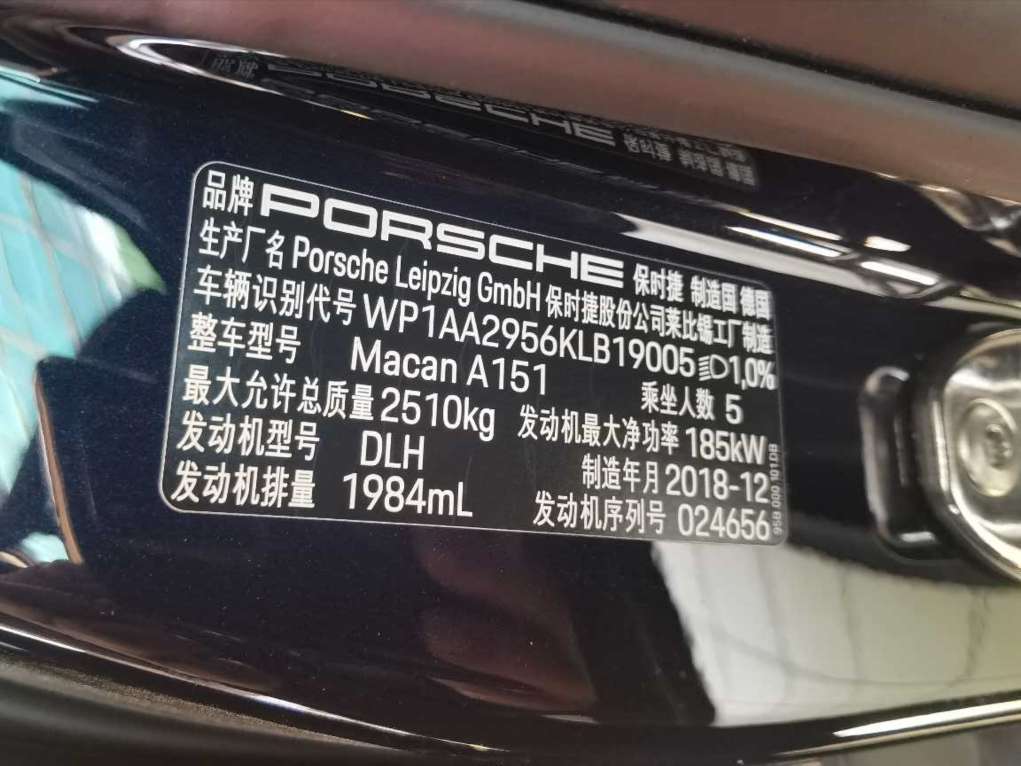 品牌 PORSCHE 保时捷 制造国 德国
生产厂名 Porsche Leipzig GmbH 保时捷股份公司莱比锡工厂制造
车辆识别代号 WP1AA2956KLB19005 1,0%
整车型号 Macan A151 乘坐人数 5
最大允许总质量 2510kg 发动机最大净功率 185kW
发动机型号 DLH 制造年月 2018-12
发动机排量 1984mL 发动机序列号 024656
95B 000 101 DB